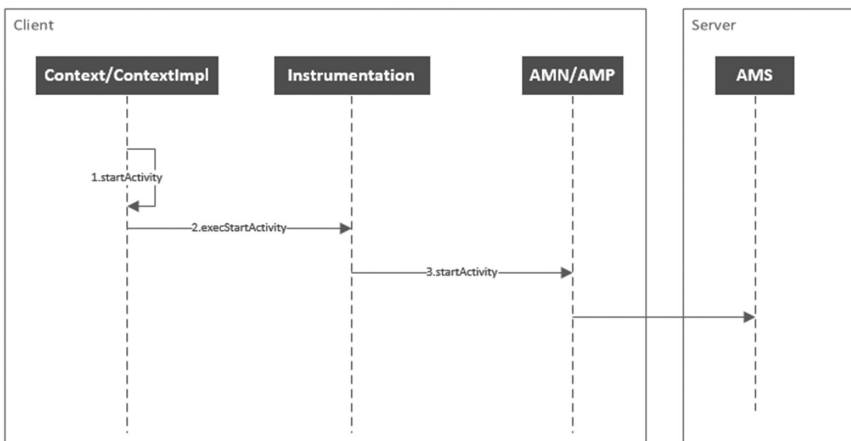 Client
Server
Context/ContextImpl
Instrumentation
AMN/AMP
AMS
1.startActivity
2.execStartActivity
3.startActivity